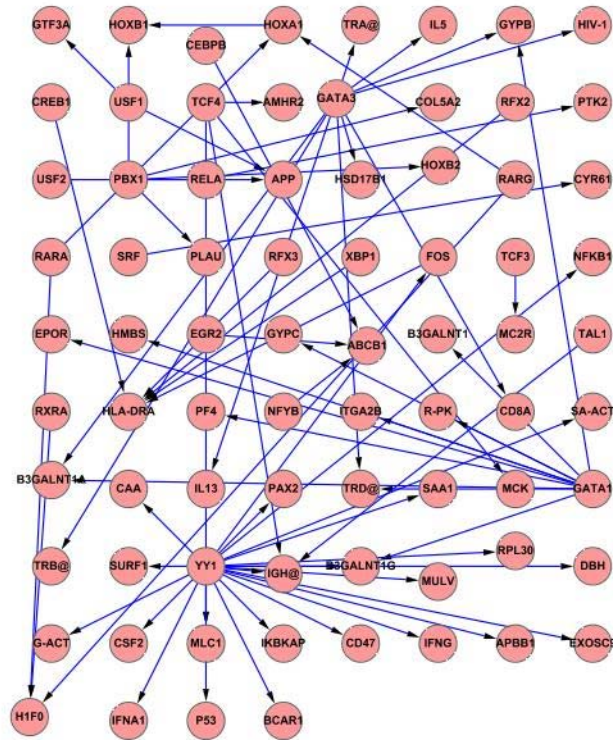 GTF3A HOXB1 HOXA1 TRA@ IL5 GYPB HIV-1
CEBPB
CREB1 USF1 TCF4 AMHR2 GATA3 COL5A2 RFX2 PTK2
USF2 PBX1 RELA APP HSD17B1 HOXB2 RARG CYR61
RARA SRF PLAU RFX3 XBP1 FOS TCF3 NFKB1
EPOR HMBS EGR2 GYPC ABCB1 B3GALNT1 MC2R TAL1
RXRA HLA-DRA PF4 NFYB ITGA2B R-PK CD8A SA-ACT
B3GALNT1A CAA IL13 PAX2 TRD@ SAA1 MCK GATA1
TRB@ SURF1 YY1 IGH@ B3GALNT1G MULV RPL30 DBH
G-ACT CSF2 MLC1 IKBKAP CD47 IFNG APBB1 EXOSC9
H1F0 IFNA1 P53 BCAR1